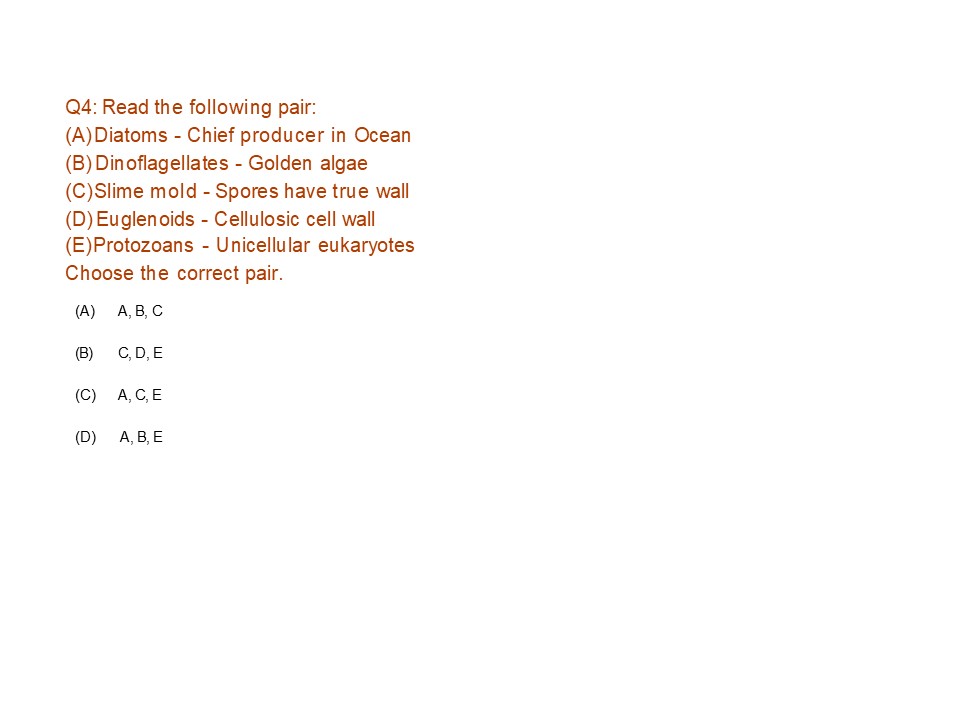 Q4: Read the following pair:
(A)Diatoms - Chief producer in Ocean
(B)Dinoflagellates - Golden algae
(C)Slime mold - Spores have true wall
(D)Euglenoids - Cellulosic cell wall
(E)Protozoans - Unicellular eukaryotes
Choose the correct pair.
(A) A, B, C
(B) C, D, E
(C) A, C, E
(D) A, B, E